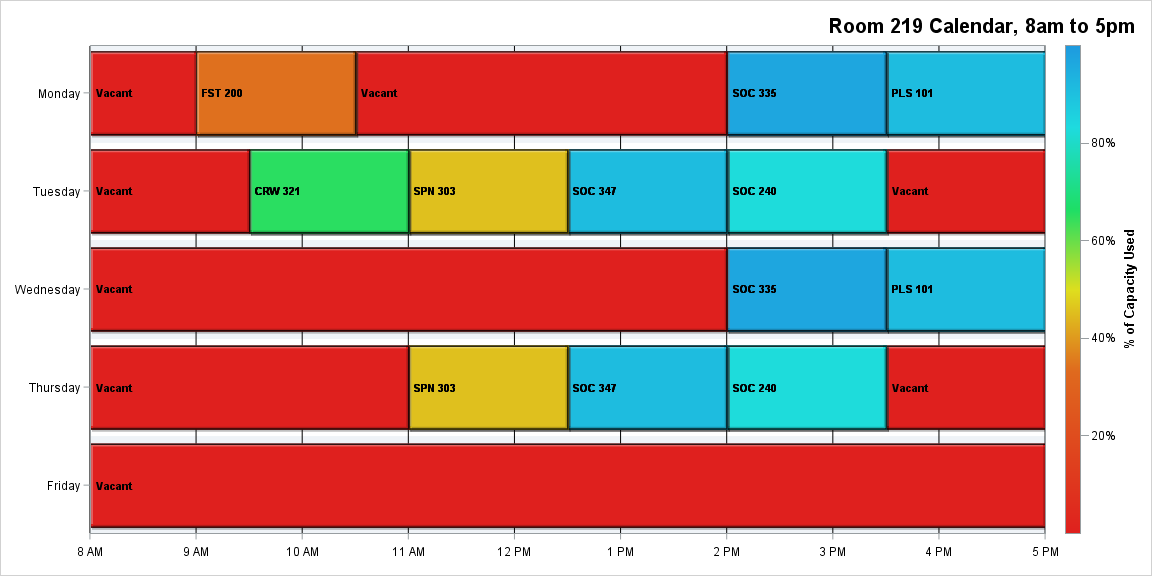 Room 219 Calendar, 8am to 5pm
Monday
Vacant
FST 200
Vacant
SOC 335
PLS 101
Tuesday
Vacant
CRW 321
SPN 303
SOC 347
SOC 240
Vacant
Wednesday
Vacant
SOC 335
PLS 101
Thursday
Vacant
SPN 303
SOC 347
SOC 240
Vacant
Friday
Vacant
8 AM
9 AM
10 AM
11 AM
12 PM
1 PM
2 PM
3 PM
4 PM
5 PM
80%
60%
40%
20%
% of Capacity Used